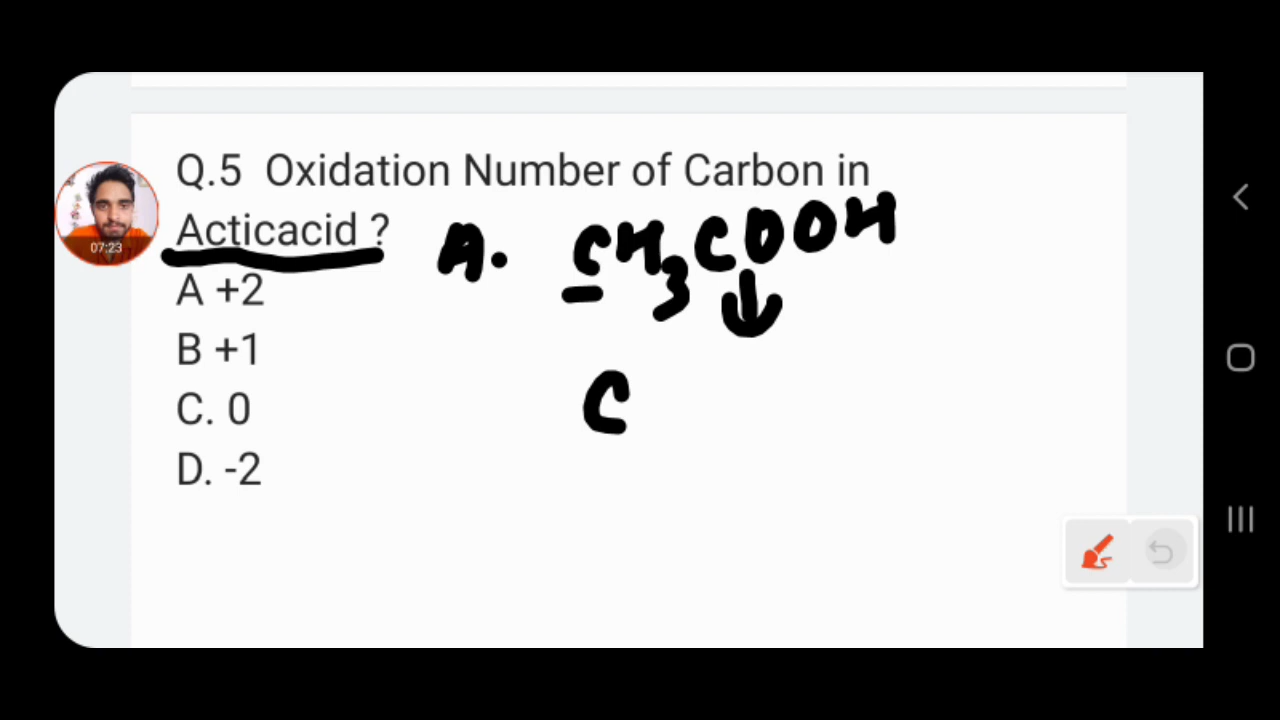 Q.5 Oxidation Number of Carbon in
Acticacid ? A. CH3COOH
A +2
B +1
C. 0 C
D. -2
07:23